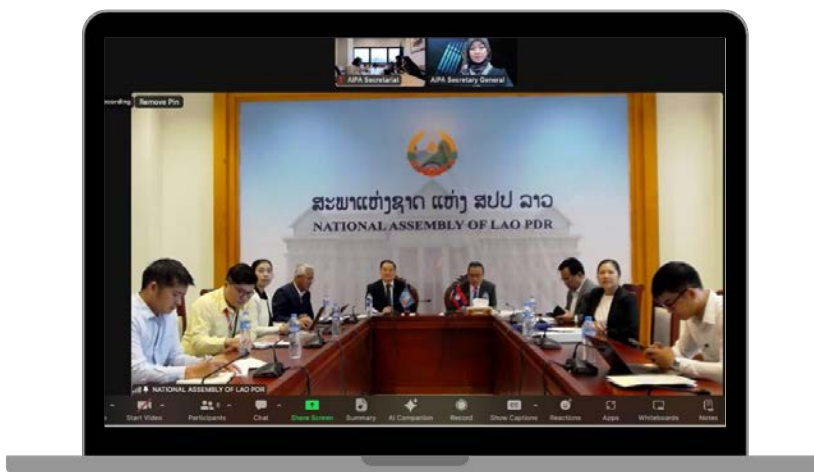 AIPA Secretariat
AIPA Secretary General
Remove Pin
ສະພາແຫ່ງຊາດ ແຫ່ງ ສປປ ລາວ
NATIONAL ASSEMBLY OF LAO PDR
NATIONAL ASSEMBLY OF LAO PDR
Start Video Participants Chat Share Screen Summary AI Companion Record Show Captions Reactions Apps Whiteboards Notes